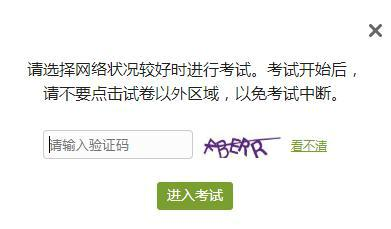 请选择网络状况较好时进行考试。考试开始后，
请不要点击试卷以外区域，以免考试中断。
请输入验证码
看不清
进入考试